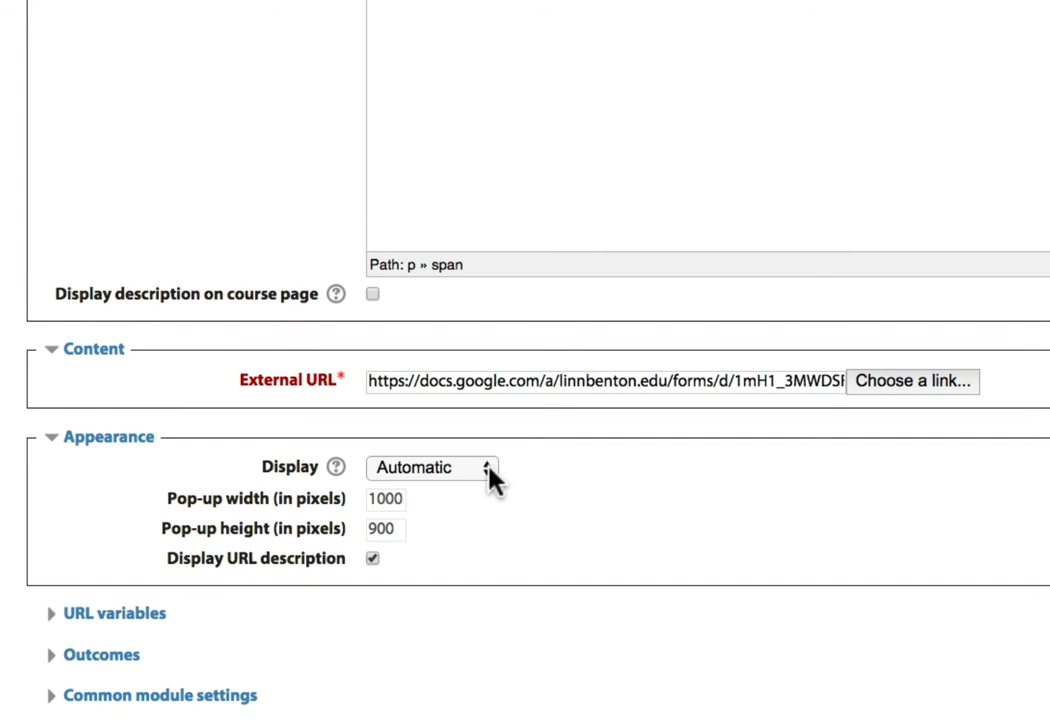 Path: p » span
Display description on course page ?
Content
External URL* https://docs.google.com/a/linnbenton.edu/forms/d/1mH1_3MWDS Choose a link...
Appearance
Display ? Automatic
Pop-up width (in pixels) 1000
Pop-up height (in pixels) 900
Display URL description
URL variables
Outcomes
Common module settings